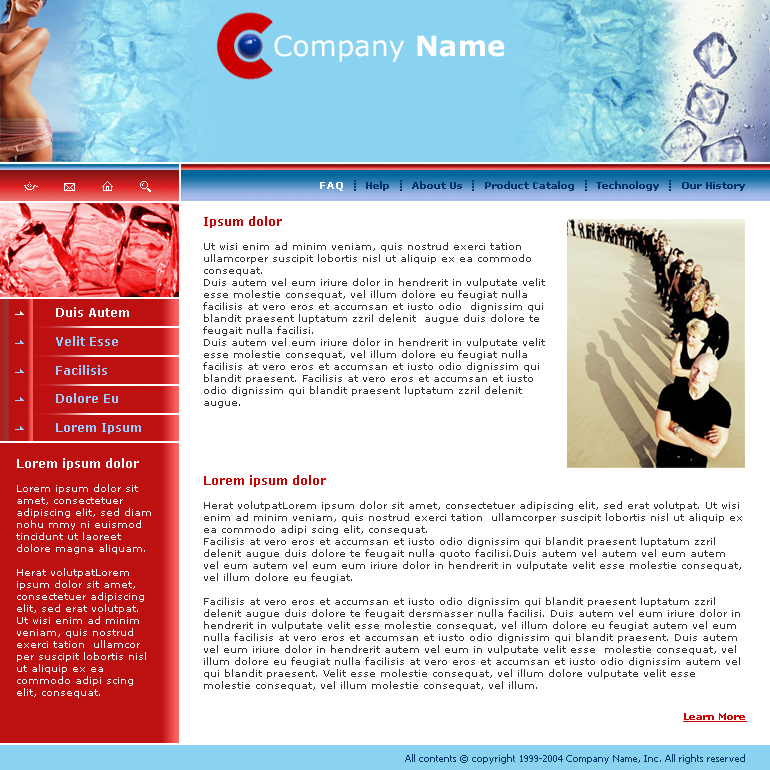 Company Name
FAQ Help About Us Product Catalog Technology Our History
Duis Autem
Velit Esse
Facilisis
Dolore Eu
Lorem Ipsum
Lorem ipsum dolor
Lorem ipsum dolor sit
amet, consectetuer
adipiscing elit, sed diam
nohu mmy ni euismod
tincidunt ut laoreet
dolore magna aliquam.
Herat volutpatLorem
ipsum dolor sit amet,
consectetuer adipiscing
elit, sed erat volutpat.
Ut wisi enim ad minim
veniam, quis nostrud
exerci tation  ullamcor
per suscipit lobortis nisl
ut aliquip ex ea
commodo adipi scing
elit, consequat.
Ipsum dolor
Ut wisi enim ad minim veniam, quis nostrud exerci tation
ullamcorper suscipit lobortis nisl ut aliquip ex ea commodo
consequat.
Duis autem vel eum iriure dolor in hendrerit in vulputate velit
esse molestie consequat, vel illum dolore eu feugiat nulla
facilisis at vero eros et accumsan et iusto odio  dignissim qui
blandit praesent luptatum zzril delenit  augue duis dolore te
feugait nulla facilisi.
Duis autem vel eum iriure dolor in hendrerit in vulputate velit
esse molestie consequat, vel illum dolore eu feugiat nulla
facilisis at vero eros et accumsan et iusto odio dignissim qui
blandit praesent. Facilisis at vero eros et accumsan et iusto
odio dignissim qui blandit praesent luptatum zzril delenit
augue.
Lorem ipsum dolor
Herat volutpatLorem ipsum dolor sit amet, consectetuer adipiscing elit, sed erat volutpat. Ut wisi
enim ad minim veniam, quis nostrud exerci tation  ullamcorper suscipit lobortis nisl ut aliquip ex
ea commodo adipi scing elit, consequat.
Facilisis at vero eros et accumsan et iusto odio dignissim qui blandit praesent luptatum zzril
delenit augue duis dolore te feugait nulla quoto facilisi.Duis autem vel autem vel eum autem
vel eum autem vel eum eum iriure dolor in hendrerit in vulputate velit esse molestie consequat,
vel illum dolore eu feugiat.
Facilisis at vero eros et accumsan et iusto odio dignissim qui blandit praesent luptatum zzril
delenit augue duis dolore te feugait dersmasser nulla facilisi. Duis autem vel eum iriure dolor in
hendrerit in vulputate velit esse molestie consequat, vel illum dolore eu feugiat autem vel eum
nulla facilisis at vero eros et accumsan et iusto odio dignissim qui blandit praesent. Duis autem
vel eum iriure dolor in hendrerit autem vel eum in vulputate velit esse  molestie consequat, vel
illum dolore eu feugiat nulla facilisis at vero eros et accumsan et iusto odio dignissim autem vel
qui blandit praesent. Velit esse molestie consequat, vel illum dolore vulputate velit esse
molestie consequat, vel illum molestie consequat, vel illum.
Learn More
All contents © copyright 1999-2004 Company Name, Inc. All rights reserved